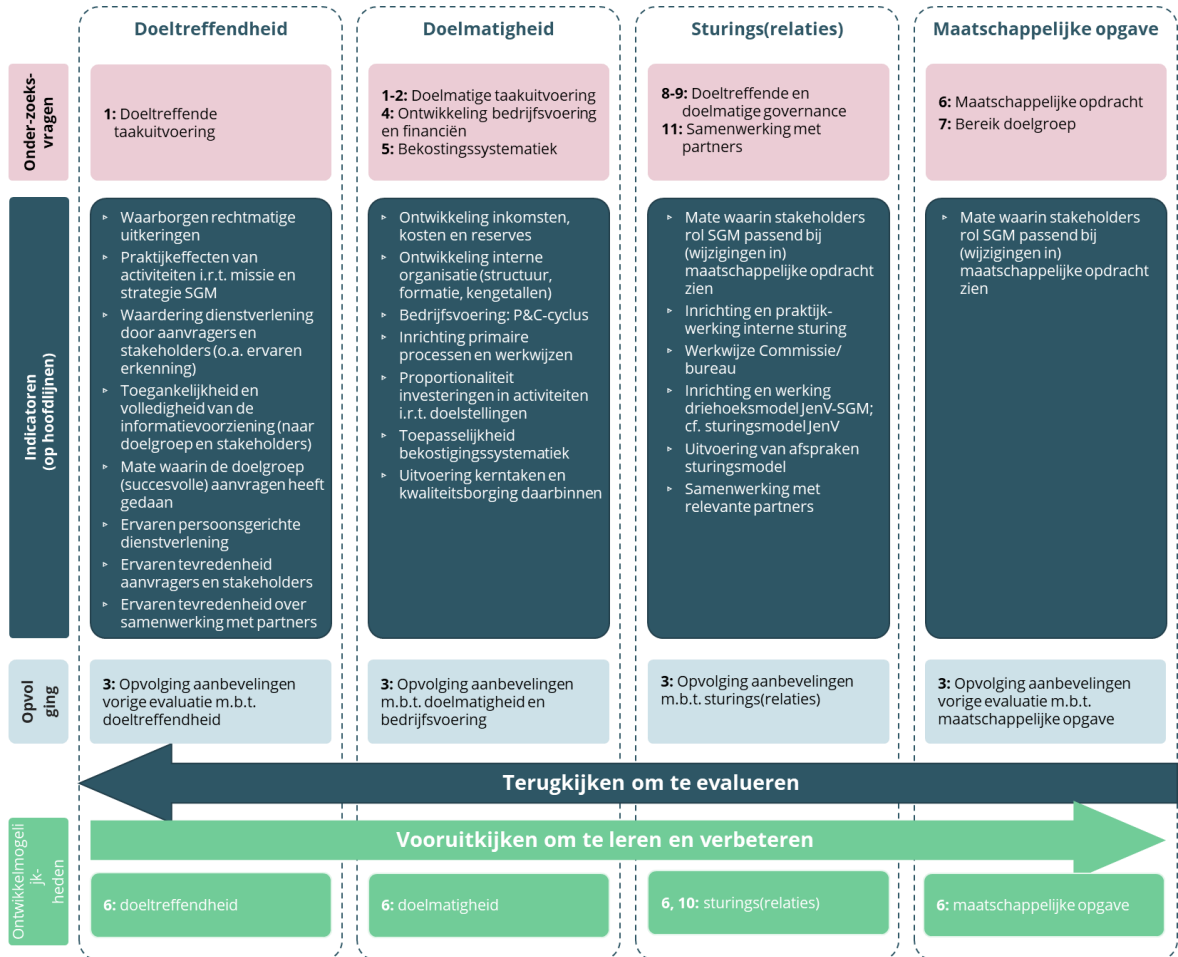 Doeltreffendheid
Doelmatigheid
Sturings(relaties)
Maatschappelijke opgave
Onder-zoeks-
vragen
1: Doeltreffende
taakuitvoering
1-2: Doelmatige taakuitvoering
4: Ontwikkeling bedrijfsvoering
en financiën
5: Bekostingssystematiek
8-9: Doeltreffende en
doelmatige governance
11: Samenwerking met
partners
6: Maatschappelijke opdracht
7: Bereik doelgroep
Indicatoren
(op hoofdlijnen)
Waarborgen rechtmatige
uitkeringen
Praktijkeffecten van
activiteiten i.r.t. missie en
strategie SGM
Waardering dienstverlening
door aanvragers en
stakeholders (o.a. ervaren
erkenning)
Toegankelijkheid en
volledigheid van de
informatievoorziening (naar
doelgroep en stakeholders)
Mate waarin de doelgroep
(succesvolle) aanvragen heeft
gedaan
Ervaren persoonsgerichte
dienstverlening
Ervaren tevredenheid
aanvragers en stakeholders
Ervaren tevredenheid over
samenwerking met partners
Ontwikkeling inkomsten,
kosten en reserves
Ontwikkeling interne
organisatie (structuur,
formatie, kengetallen)
Bedrijfsvoering: P&C-cyclus
Inrichting primaire
processen en werkwijzen
Proportionaliteit
investeringen in activiteiten
i.r.t. doelstellingen
Toepasselijkheid
bekostigingssystematiek
Uitvoering kerntaken en
kwaliteitsborging daarbinnen
Mate waarin stakeholders
rol SGM passend bij
(wijzigingen in)
maatschappelijke opdracht
zien
Inrichting en praktijk-
werking interne sturing
Werkwijze Commissie/
bureau
Inrichting en werking
driehoeksmodel JenV-SGM;
cf. sturingsmodel JenV
Uitvoering van afspraken
sturingsmodel
Samenwerking met
relevante partners
Mate waarin stakeholders
rol SGM passend bij
(wijzigingen in)
maatschappelijke opdracht
zien
Opvol
ging
3: Opvolging aanbevelingen
vorige evaluatie m.b.t.
doeltreffendheid
3: Opvolging aanbevelingen
m.b.t. doelmatigheid en
bedrijfsvoering
3: Opvolging aanbevelingen
m.b.t. sturings(relaties)
3: Opvolging aanbevelingen
vorige evaluatie m.b.t.
maatschappelijke opgave
Terugkijken om te evalueren
Vooruitkijken om te leren en verbeteren
Ontwikkelmogeli
jk-
heden
6: doeltreffendheid
6: doelmatigheid
6, 10: sturings(relaties)
6: maatschappelijke opgave